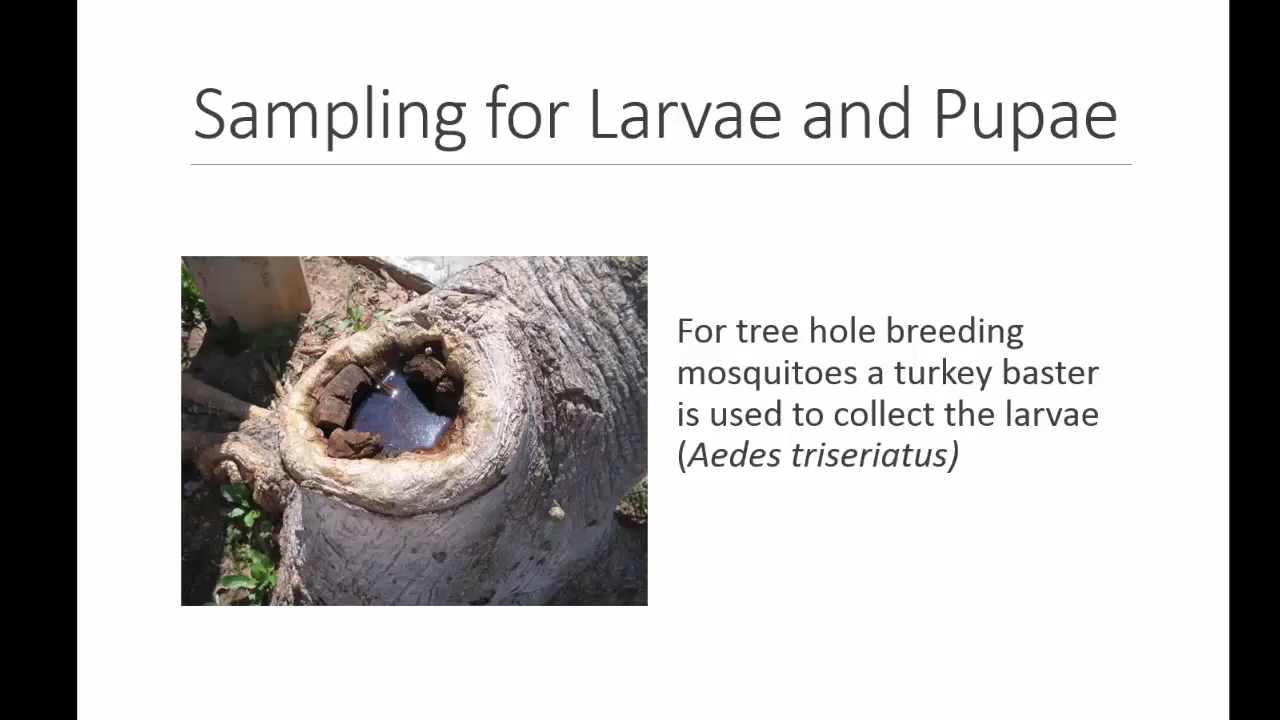 Sampling for Larvae and Pupae
For tree hole breeding
mosquitoes a turkey baster
is used to collect the larvae
(Aedes triseriatus)